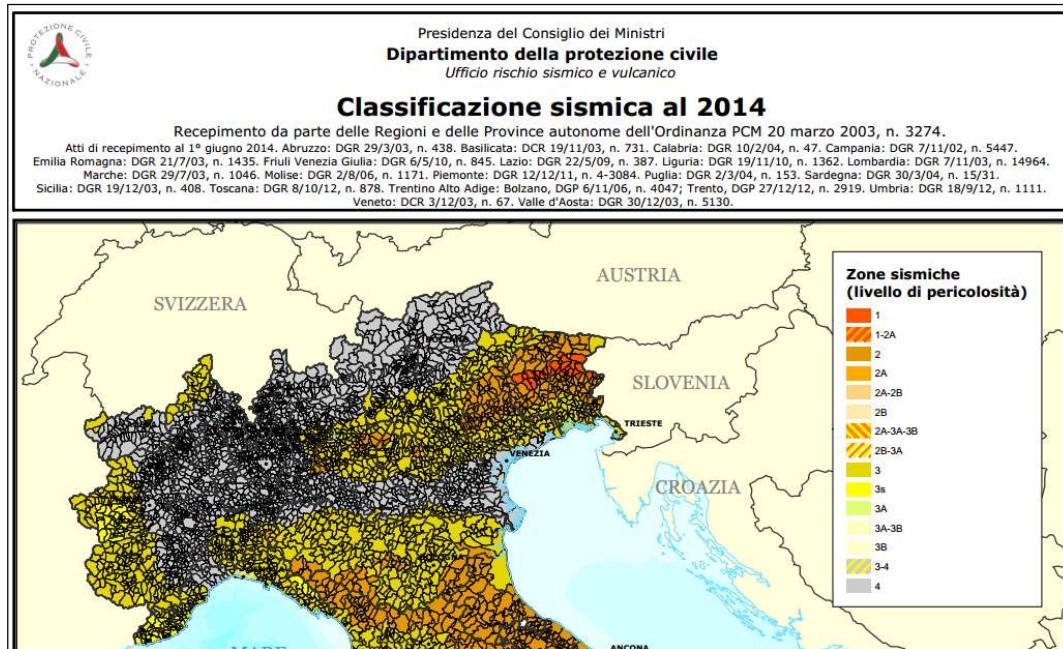 PROTEZIONE CIVILE
NAZIONALE
Presidenza del Consiglio dei Ministri
Dipartimento della protezione civile
Ufficio rischio sismico e vulcanico
Classificazione sismica al 2014
Recepimento da parte delle Regioni e delle Province autonome dell'Ordinanza PCM 20 marzo 2003, n. 3274.
Atti di recepimento al 1° giugno 2014. Abruzzo: DGR 29/3/03, n. 438. Basilicata: DCR 19/11/03, n. 731. Calabria: DGR 10/2/04, n. 47. Campania: DGR 7/11/02, n. 5447.
Emilia Romagna: DGR 21/7/03, n. 1435. Friuli Venezia Giulia: DGR 6/5/10, n. 845. Lazio: DGR 22/5/09, n. 387. Liguria: DGR 19/11/10, n. 1362. Lombardia: DGR 7/11/03, n. 14964.
Marche: DGR 29/7/03, n. 1046. Molise: DGR 2/8/06, n. 1171. Piemonte: DGR 12/12/11, n. 4-3084. Puglia: DGR 2/3/04, n. 153. Sardegna: DGR 30/3/04, n. 15/31.
Sicilia: DGR 19/12/03, n. 408. Toscana: DGR 8/10/12, n. 878. Trentino Alto Adige: Bolzano, DGP 6/11/06, n. 4047; Trento, DGP 27/12/12, n. 2919. Umbria: DGR 18/9/12, n. 1111.
Veneto: DCR 3/12/03, n. 67. Valle d'Aosta: DGR 30/12/03, n. 5130.
AUSTRIA
SVIZZERA
SLOVENIA
TRIESTE
VENEZIA
CROAZIA
BOLOGNA
ANCONA
MARE
Zone sismiche
(livello di pericolosità)
1
1-2A
2
2A
2A-2B
2B
2A-3A-3B
2B-3A
3
3s
3A
3A-3B
3B
3-4
4